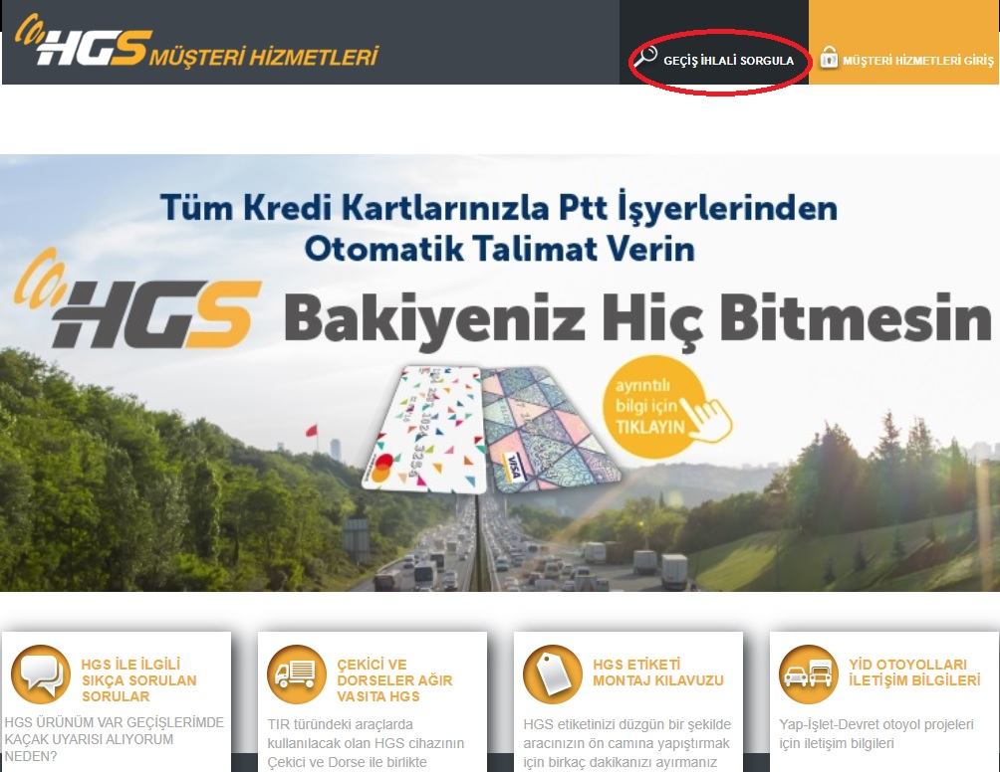 HGS MÜŞTERİ HİZMETLERİ
GEÇİŞ İHLALİ SORGULA
MÜŞTERİ HİZMETLERİ GİRİŞ
Tüm Kredi Kartlarınızla Ptt İşyerlerinden
Otomatik Talimat Verin
HGS Bakiyeniz Hiç Bitmesin
ayrıntılı
bilgi için
TIKLAYIN
VISA
HGS İLE İLGİLİ
SIKÇA SORULAN
SORULAR
HGS ÜRÜNÜM VAR GEÇİŞLERİMDE
KAÇAK UYARISI ALIYORUM
NEDEN?
ÇEKİCİ VE
DORSELER AĞIR
VASITA HGS
TIR türündeki araçlarda
kullanılacak olan HGS cihazının
Çekici ve Dorse ile birlikte
HGS ETİKETİ
MONTAJ KILAVUZU
HGS etiketinizi düzgün bir şekilde
aracınızın ön camına yapıştırmak
için birkaç dakikanızı ayırmanız
YİD OTOYOLLARI
İLETİŞİM BİLGİLERİ
Yap-İşlet-Devret otoyol projeleri
için iletişim bilgileri